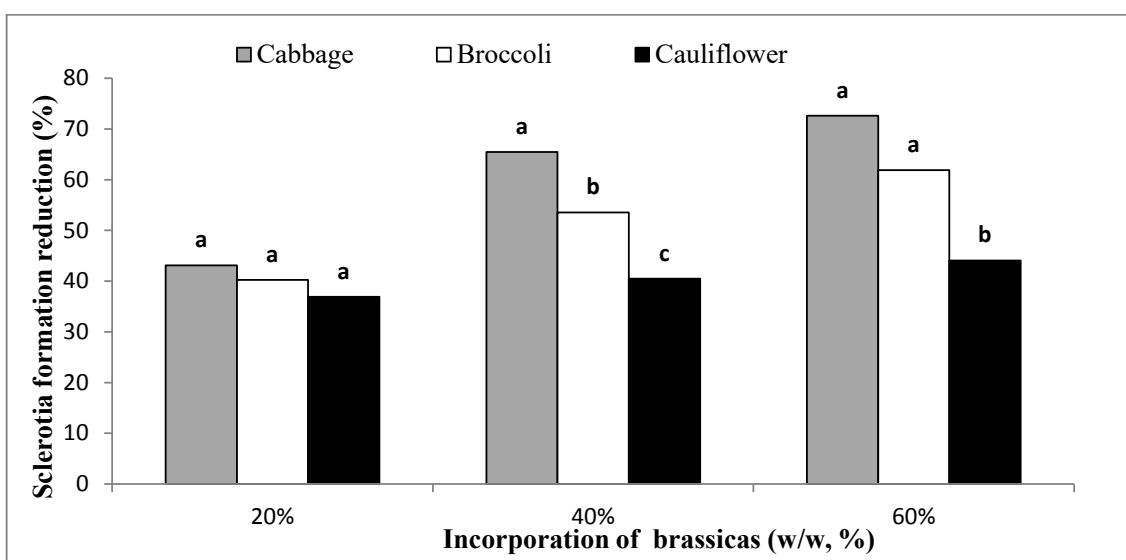 Cabbage Broccoli Cauliflower
Sclerotia formation reduction (%)
80
70
60
50
40
30
20
10
0
a a a
a b c
a a b
20% 40% 60%
Incorporation of brassicas (w/w, %)